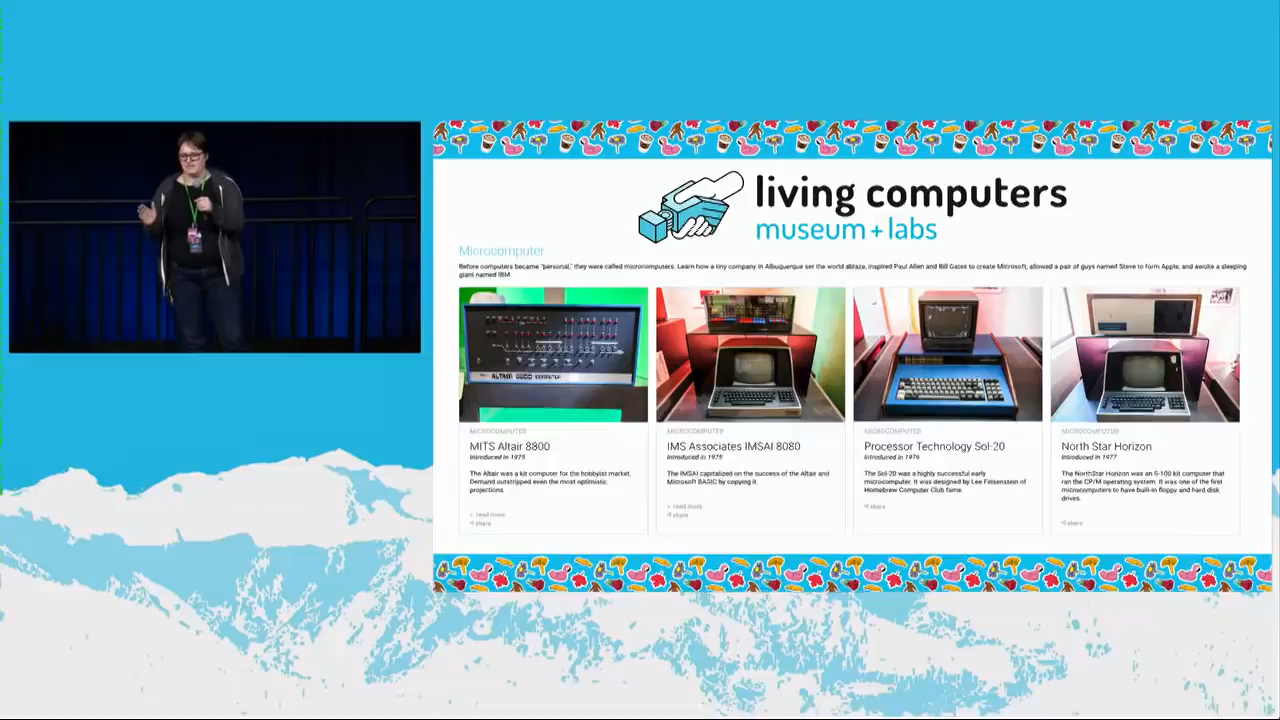 living computers
museum + labs
Microcomputer
Before computers became "personal," they were called microcomputers. Learn how a tiny company in Albuquerque set the world ablaze, inspired Paul Allen and Bill Gates to create Microsoft, allowed a pair of guys named Steve to form Apple, and awoke a sleeping
giant named IBM.
ALTAIR 8800 COMPUTER
MICROCOMPUTER
MITS Altair 8800
Introduced in 1975
The Altair was a kit computer for the hobbyist market.
Demand outstripped even the most optimistic
projections.
+ read more
share
MICROCOMPUTER
IMS Associates IMSAI 8080
Introduced in 1975
The IMSAI capitalized on the success of the Altair and
Microsoft BASIC by copying it.
+ read more
share
MICROCOMPUTER
Processor Technology Sol-20
Introduced in 1976
The Sol-20 was a highly successful early
microcomputer. It was designed by Lee Felsenstein of
Homebrew Computer Club fame.
share
MICROCOMPUTER
North Star Horizon
Introduced in 1977
The NorthStar Horizon was an S-100 kit computer that
ran the CP/M operating system. It was one of the first
microcomputers to have built-in floppy and hard disk
drives.
share